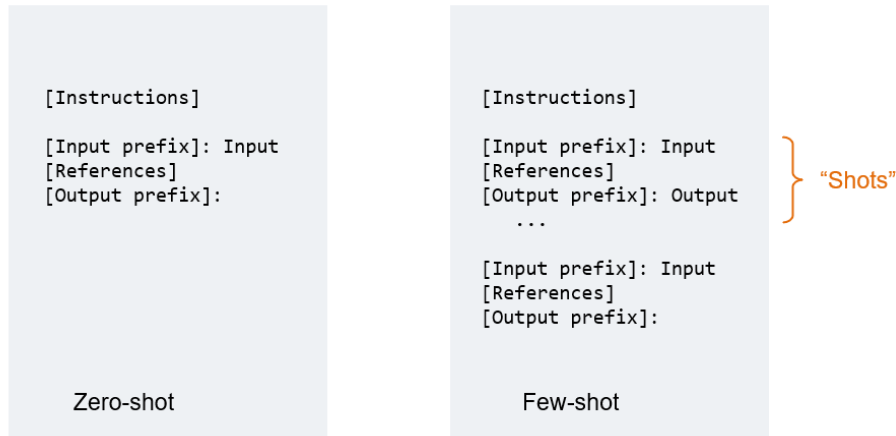 [Instructions]
[Input prefix]: Input
[References]
[Output prefix]:
Zero-shot
[Instructions]
[Input prefix]: Input
[References]
[Output prefix]: Output
...
[Input prefix]: Input
[References]
[Output prefix]:
Few-shot
“Shots”